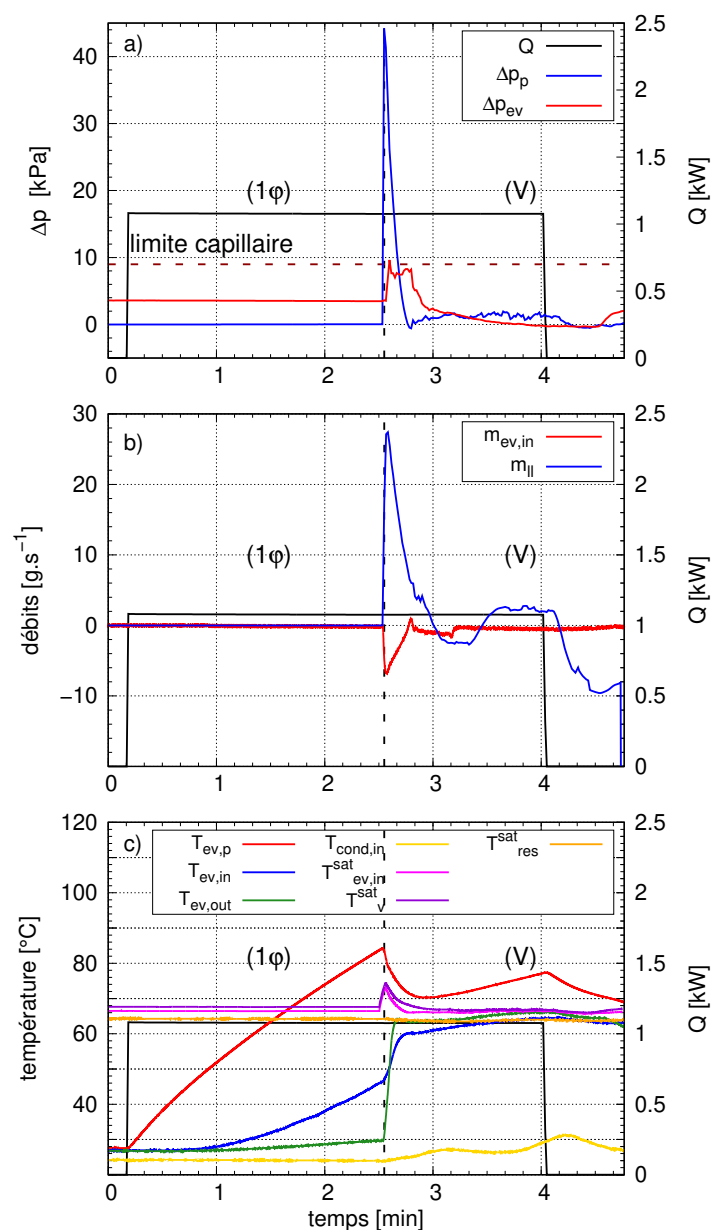 a)
Q
Δp_p
Δp_ev
(1φ)
(V)
limite capillaire
Δp [kPa]
0
10
20
30
40
Q [kW]
0
0.5
1
1.5
2
2.5
0 1 2 3 4
temps [min]
b)
m_ev,in
m_ll
(1φ)
(V)
débits [g.s⁻¹]
−10
0
10
20
30
Q [kW]
0
0.5
1
1.5
2
2.5
0 1 2 3 4
temps [min]
c)
T_ev,p
T_ev,in
T_ev,out
T_cond,in
T^sat_ev,in
T^sat_v
T^sat_res
(1φ)
(V)
température [°C]
40
60
80
100
120
Q [kW]
0
0.5
1
1.5
2
2.5
0 1 2 3 4
temps [min]